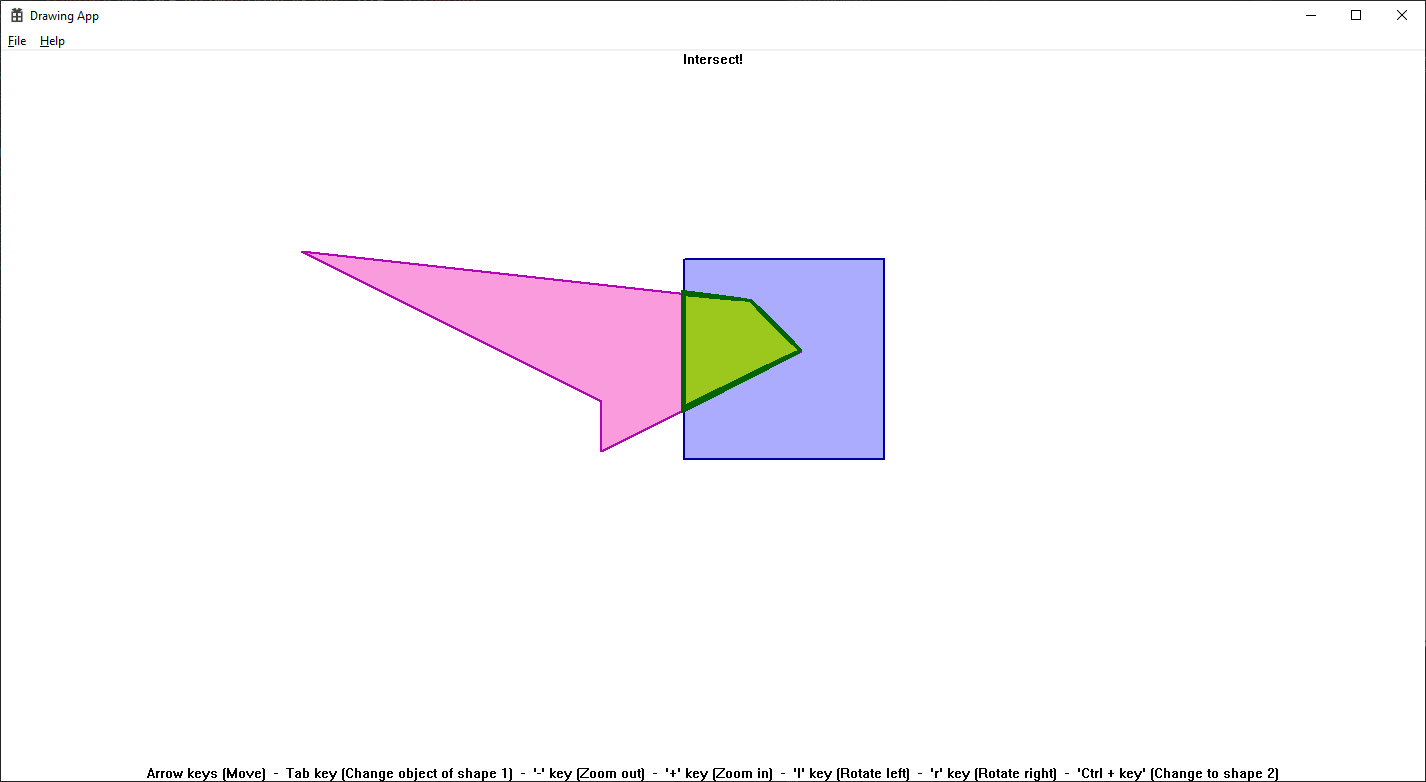 Drawing App
File Help
Intersect!
Arrow keys (Move) - Tab key (Change object of shape 1) - '-' key (Zoom out) - '+' key (Zoom in) - 'l' key (Rotate left) - 'r' key (Rotate right) - 'Ctrl + key' (Change to shape 2)